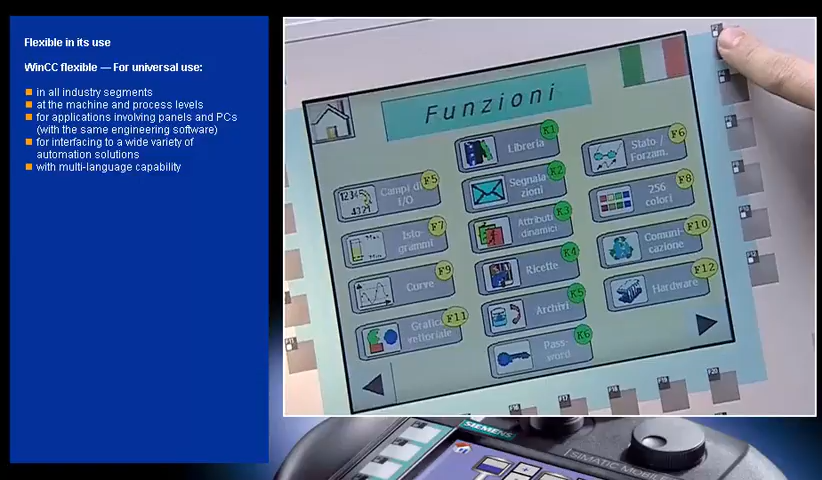 Flexible in its use
WinCC flexible — For universal use:
in all industry segments
at the machine and process levels
for applications involving panels and PCs
(with the same engineering software)
for interfacing to a wide variety of
automation solutions
with multi-language capability
Funzioni
Libreria
K1
Stato /
Forzam.
F6
Campi di
I/O
F5
Segnala
zioni
K2
256
colori
F8
Isto-
grammi
F7
Attributi
dinamici
K3
Comuni-
cazione
F10
Curve
F9
Ricette
K4
Hardware
F12
Grafica
vettoriale
F11
Archivi
K5
Pass-
word
K6
SIEMENS
SIMATIC MOBILE